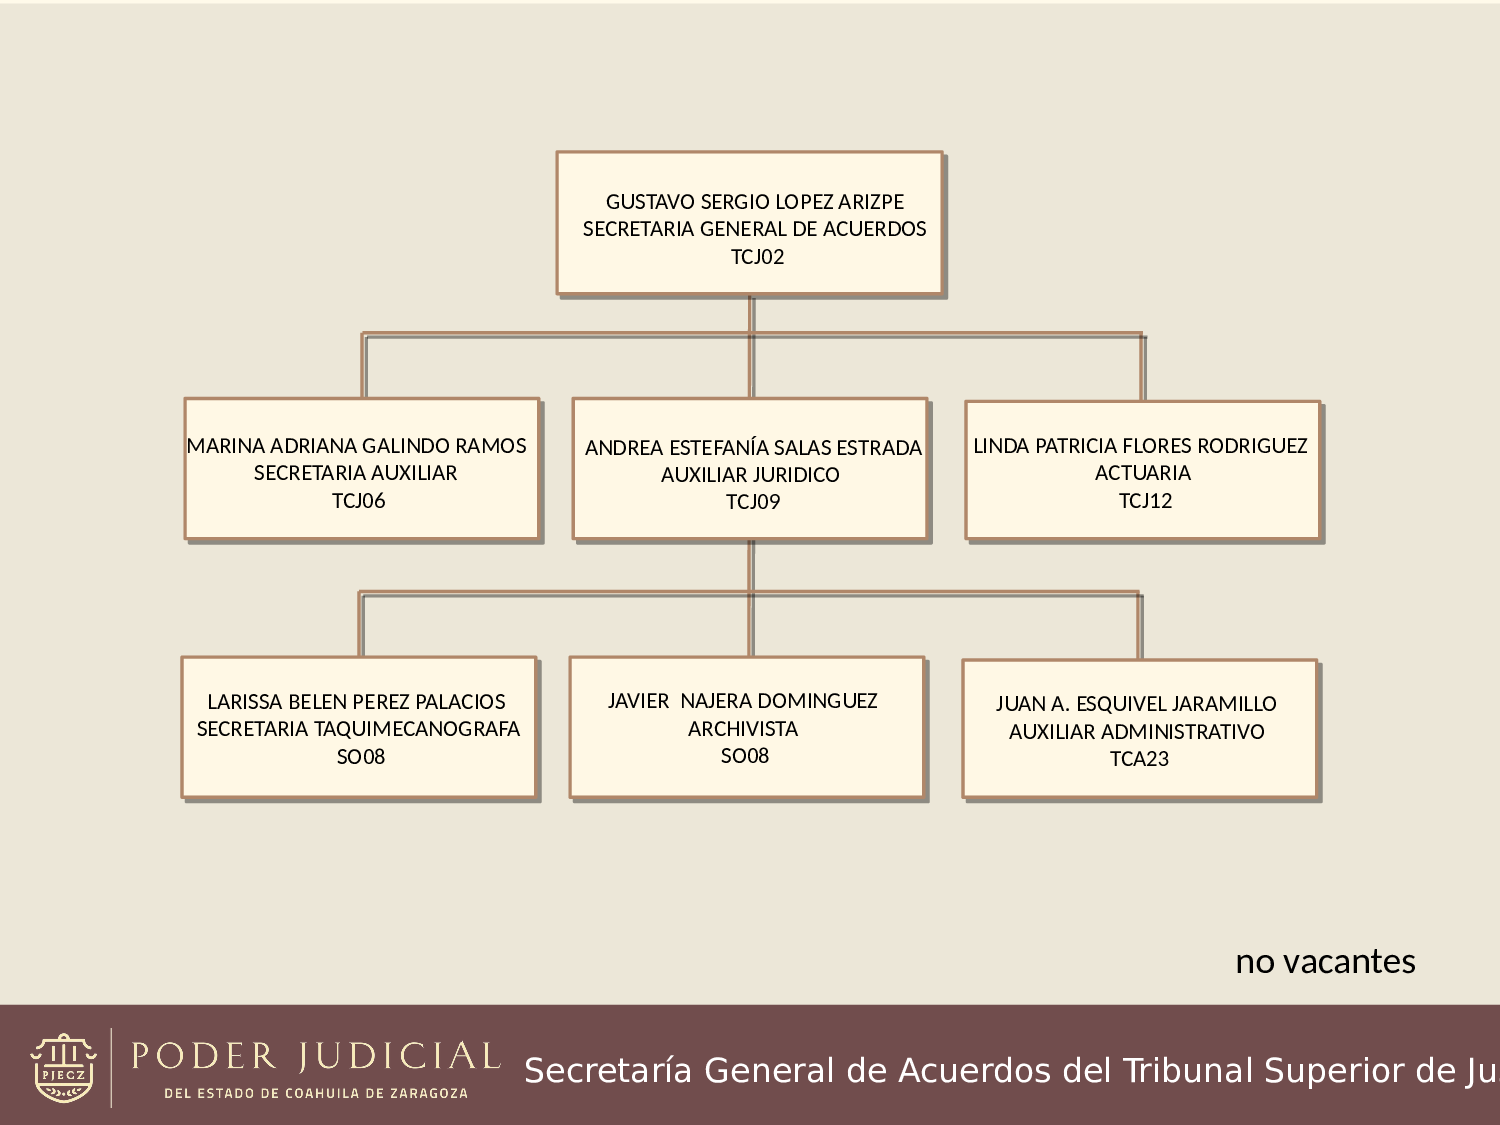 GUSTAVO SERGIO LOPEZ ARIZPE
SECRETARIA GENERAL DE ACUERDOS
TCJ02
MARINA ADRIANA GALINDO RAMOS
SECRETARIA AUXILIAR
TCJ06
ANDREA ESTEFANÍA SALAS ESTRADA
AUXILIAR JURIDICO
TCJ09
LINDA PATRICIA FLORES RODRIGUEZ
ACTUARIA
TCJ12
LARISSA BELEN PEREZ PALACIOS
SECRETARIA TAQUIMECANOGRAFA
SO08
JAVIER  NAJERA DOMINGUEZ
ARCHIVISTA
SO08
JUAN A. ESQUIVEL JARAMILLO
AUXILIAR ADMINISTRATIVO
TCA23
no vacantes
PJECZ
PODER JUDICIAL
DEL ESTADO DE COAHUILA DE ZARAGOZA
Secretaría General de Acuerdos del Tribunal Superior de Ju